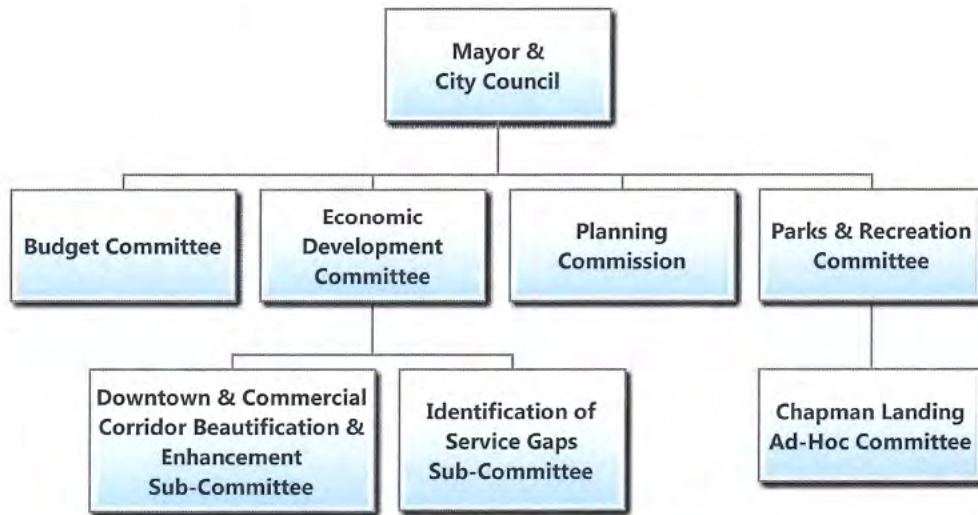 Mayor &
City Council
Budget Committee
Economic
Development
Committee
Planning
Commission
Parks & Recreation
Committee
Downtown & Commercial
Corridor Beautification &
Enhancement
Sub-Committee
Identification of
Service Gaps
Sub-Committee
Chapman Landing
Ad-Hoc Committee